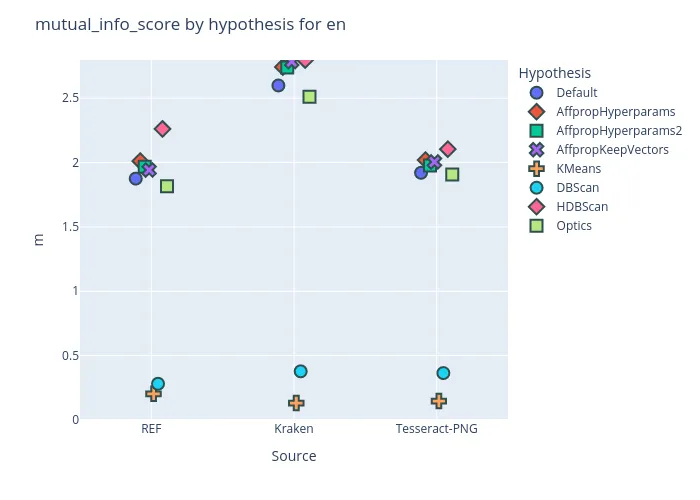 mutual_info_score by hypothesis for en
Hypothesis
Default
AffpropHyperparams
AffpropHyperparams2
AffpropKeepVectors
KMeans
DBScan
HDBScan
Optics
2.5
2
1.5
1
0.5
0
m
REF
Kraken
Tesseract-PNG
Source